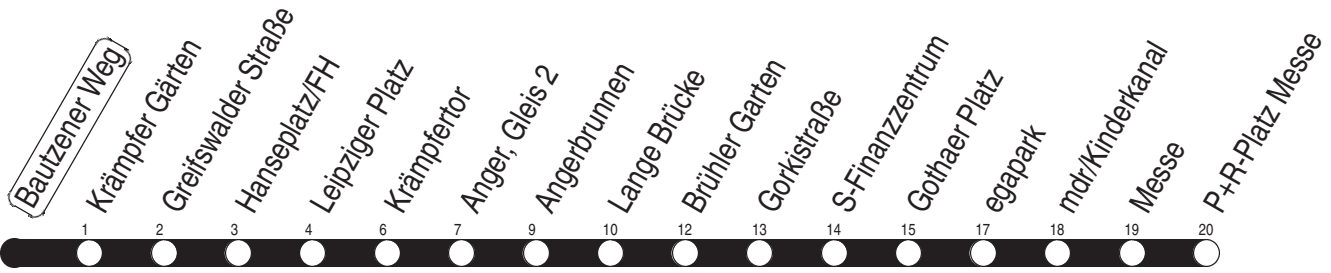 Bautzener Weg
Krämpfer Gärten
Greifswalder Straße
Hanseplatz/FH
Leipziger Platz
Krämpfertor
Anger, Gleis 2
Angerbrunnen
Lange Brücke
Brühler Garten
Gorkistraße
S-Finanzzentrum
Gothaer Platz
egapark
mdr/Kinderkanal
Messe
P+R-Platz Messe
1 2 3 4 6 7 9 10 12 13 14 15 17 18 19 20